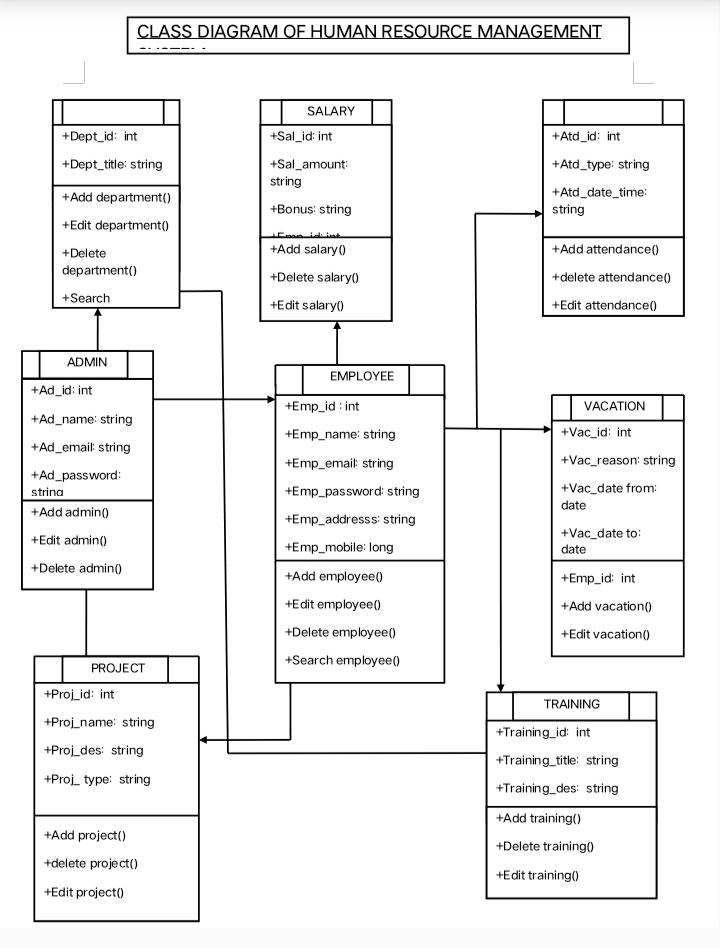 CLASS DIAGRAM OF HUMAN RESOURCE MANAGEMENT
+Dept_id: int
+Dept_title: string
+Add department()
+Edit department()
+Delete
department()
+Search
SALARY
+Sal_id: int
+Sal_amount:
string
+Bonus: string
+Emp_id: int
+Add salary()
+Delete salary()
+Edit salary()
+Atd_id: int
+Atd_type: string
+Atd_date_time:
string
+Add attendance()
+delete attendance()
+Edit attendance()
ADMIN
+Ad_id: int
+Ad_name: string
+Ad_email: string
+Ad_password:
string
+Add admin()
+Edit admin()
+Delete admin()
EMPLOYEE
+Emp_id : int
+Emp_name: string
+Emp_email: string
+Emp_password: string
+Emp_addresss: string
+Emp_mobile: long
+Add employee()
+Edit employee()
+Delete employee()
+Search employee()
VACATION
+Vac_id: int
+Vac_reason: string
+Vac_date from:
date
+Vac_date to:
date
+Emp_id: int
+Add vacation()
+Edit vacation()
PROJECT
+Proj_id: int
+Proj_name: string
+Proj_des: string
+Proj_ type: string
+Add project()
+delete project()
+Edit project()
TRAINING
+Training_id: int
+Training_title: string
+Training_des: string
+Add training()
+Delete training()
+Edit training()